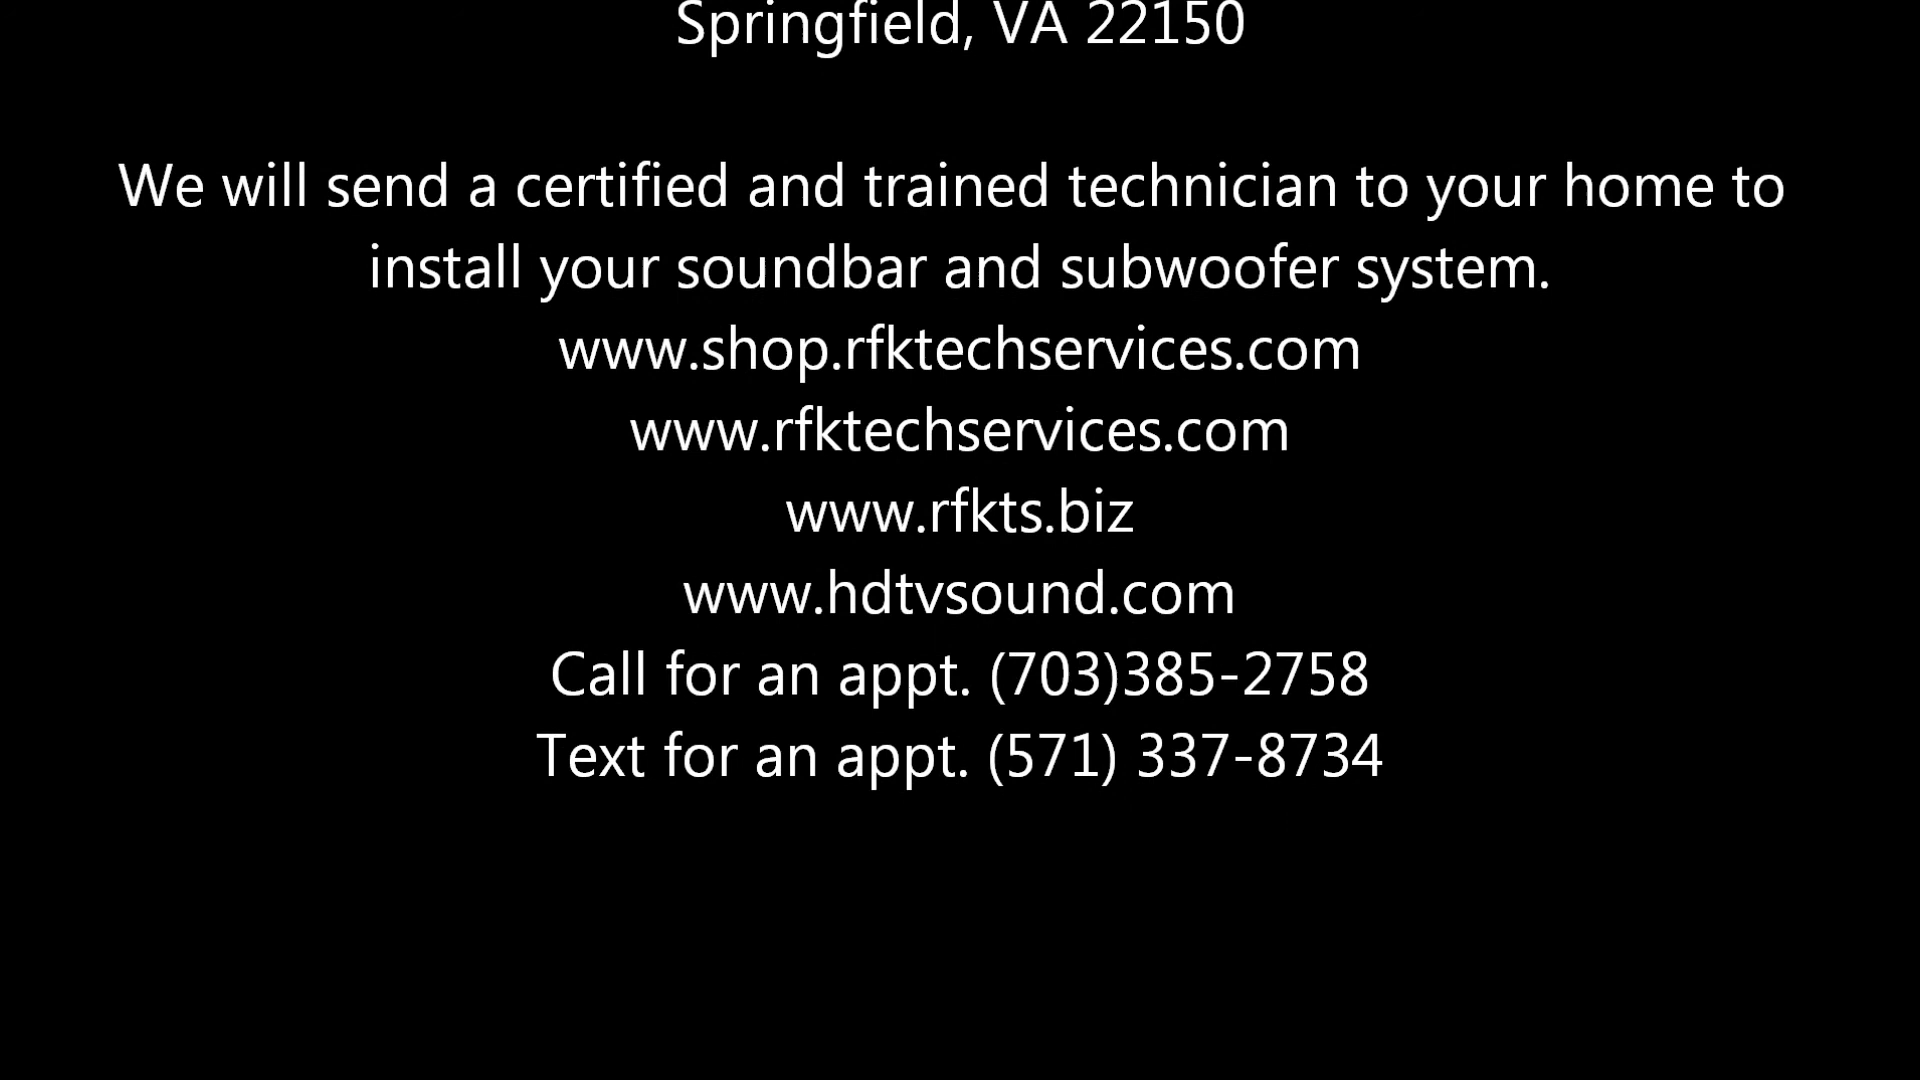 Springfield, VA 22150
We will send a certified and trained technician to your home to
install your soundbar and subwoofer system.
www.shop.rfktechservices.com
www.rfktechservices.com
www.rfkts.biz
www.hdtvsound.com
Call for an appt. (703)385-2758
Text for an appt. (571) 337-8734